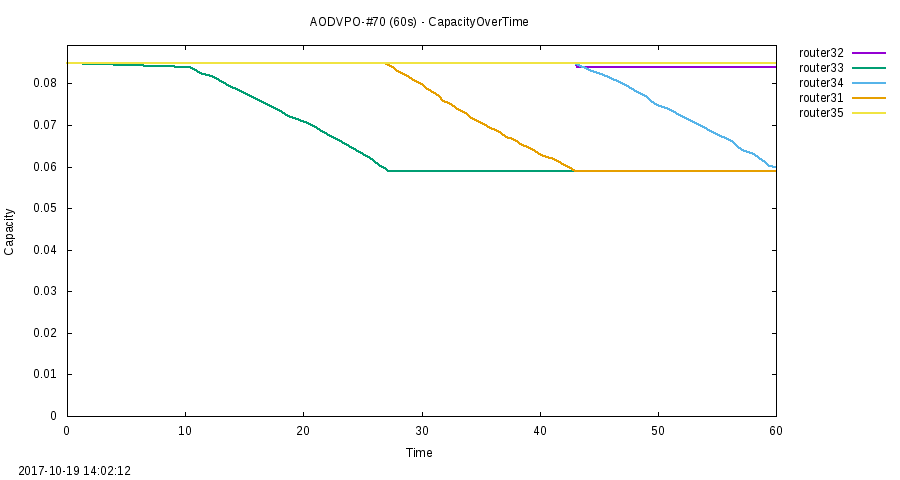 AODVPO-#70 (60s) - CapacityOverTime
router32
router33
router34
router31
router35
0.08
0.07
0.06
0.05
0.04
0.03
0.02
0.01
0
Capacity
0 10 20 30 40 50 60
Time
2017-10-19 14:02:12